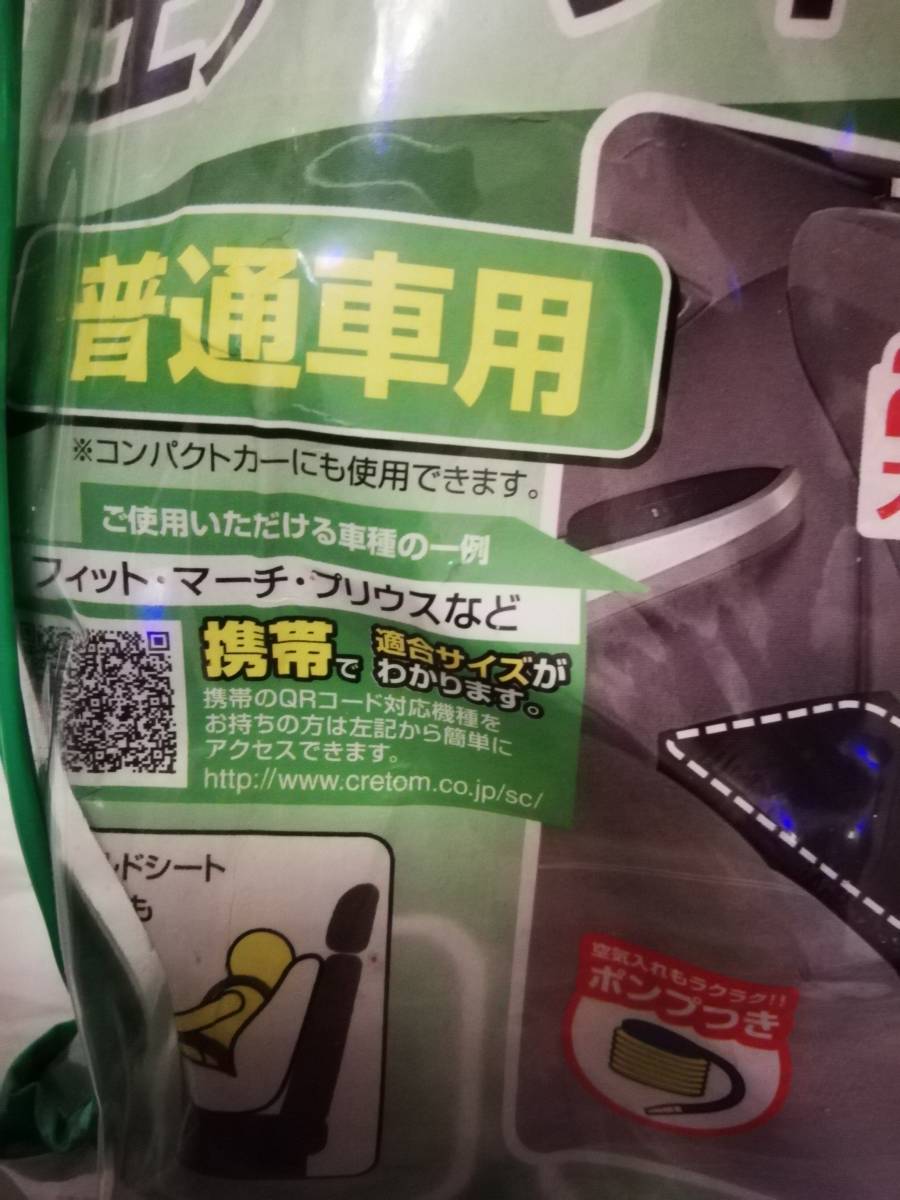 エアー
普通車用
※コンパクトカーにも使用できます。
ご使用いただける車種の一例
フィット・マーチ・プリウスなど
携帯で 適合サイズが
わかります。
携帯のQRコード対応機種を
お持ちの方は左記から簡単に
アクセスできます。
http://www.cretom.co.jp/sc/
ルドシート
も
空気入れもラクラク!!
ポンプつき